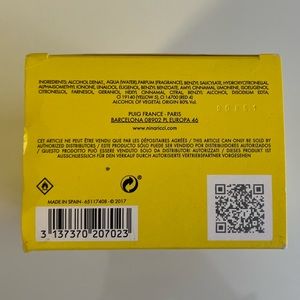 INGREDIENTS: ALCOHOL DENAT., AQUA (WATER), PARFUM (FRAGRANCE), BENZYL SALICYLATE, HYDROXYCITRONELLAL,
ALPHA-ISOMETHYL IONONE, LINALOOL, EUGENOL, BENZYL BENZOATE, AMYL CINNAMAL, LIMONENE, ISOEUGENOL,
CITRONELLOL, FARNESOL, GERANIOL, HEXYL CINNAMAL, CITRAL, BENZYL ALCOHOL, DISODIUM EDTA,
CI 19140 (YELLOW 5), CI 14700 (RED 4)
ALCOHOL OF VEGETAL ORIGIN 80% VOL.
PUIG FRANCE - PARIS
BARCELONA 08902 PL EUROPA 46
www.ninaricci.com
CET ARTICLE NE PEUT ÊTRE VENDU QUE PAR LES DÉPOSITAIRES AGRÉÉS / THIS ARTICLE CAN ONLY BE SOLD BY
AUTHORIZED DISTRIBUTORS / ESTE PRODUCTO SÓLO PUEDE SER VENDIDO POR DISTRIBUIDORES AUTORIZADOS
/ QUESTO PRODOTTO PUÒ ESSERE VENDUTO SOLO DA DISTRIBUTORI AUTORIZZATI / DIESES PRODUKT IST
AUSSCHLIESSLICH FÜR DEN VERKAUF DURCH AUTORISIERTE VERTRIEBSPARTNER VORGESEHEN
MADE IN SPAIN - 65117408 - © 2017
3 137370 207023